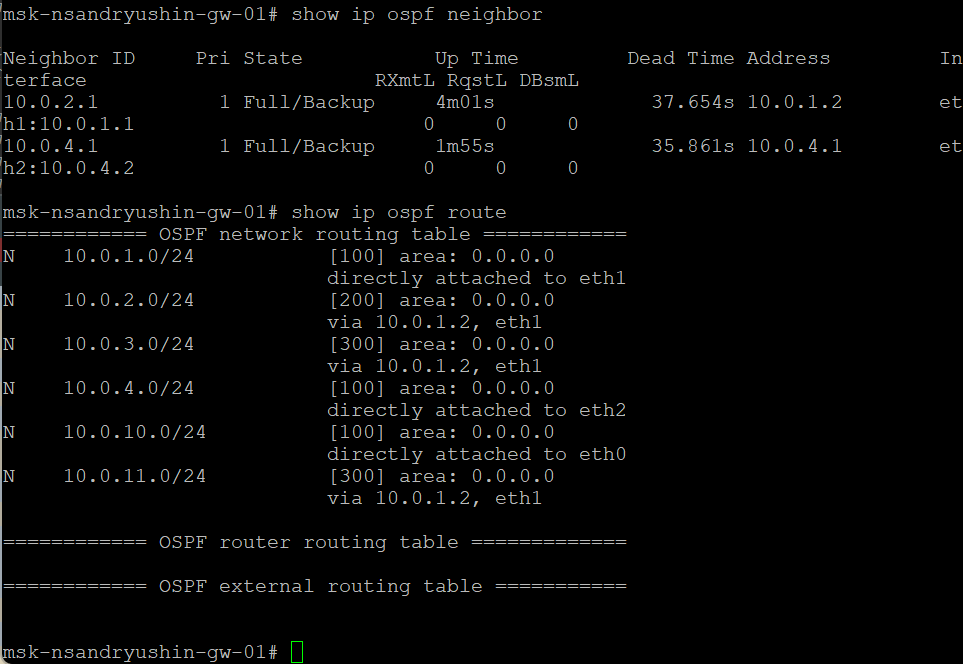 msk-nsandryushin-gw-01# show ip ospf neighbor
Neighbor ID     Pri State           Up Time         Dead Time Address         In
terface                        RXmtL RqstL DBsmL
10.0.2.1          1 Full/Backup     4m01s             37.654s 10.0.1.2        et
h1:10.0.1.1                        0     0     0
10.0.4.1          1 Full/Backup     1m55s             35.861s 10.0.4.1        et
h2:10.0.4.2                        0     0     0
msk-nsandryushin-gw-01# show ip ospf route
============ OSPF network routing table ============
N    10.0.1.0/24           [100] area: 0.0.0.0
                           directly attached to eth1
N    10.0.2.0/24           [200] area: 0.0.0.0
                           via 10.0.1.2, eth1
N    10.0.3.0/24           [300] area: 0.0.0.0
                           via 10.0.1.2, eth1
N    10.0.4.0/24           [100] area: 0.0.0.0
                           directly attached to eth2
N    10.0.10.0/24          [100] area: 0.0.0.0
                           directly attached to eth0
N    10.0.11.0/24          [300] area: 0.0.0.0
                           via 10.0.1.2, eth1
============ OSPF router routing table =============
============ OSPF external routing table ===========
msk-nsandryushin-gw-01#